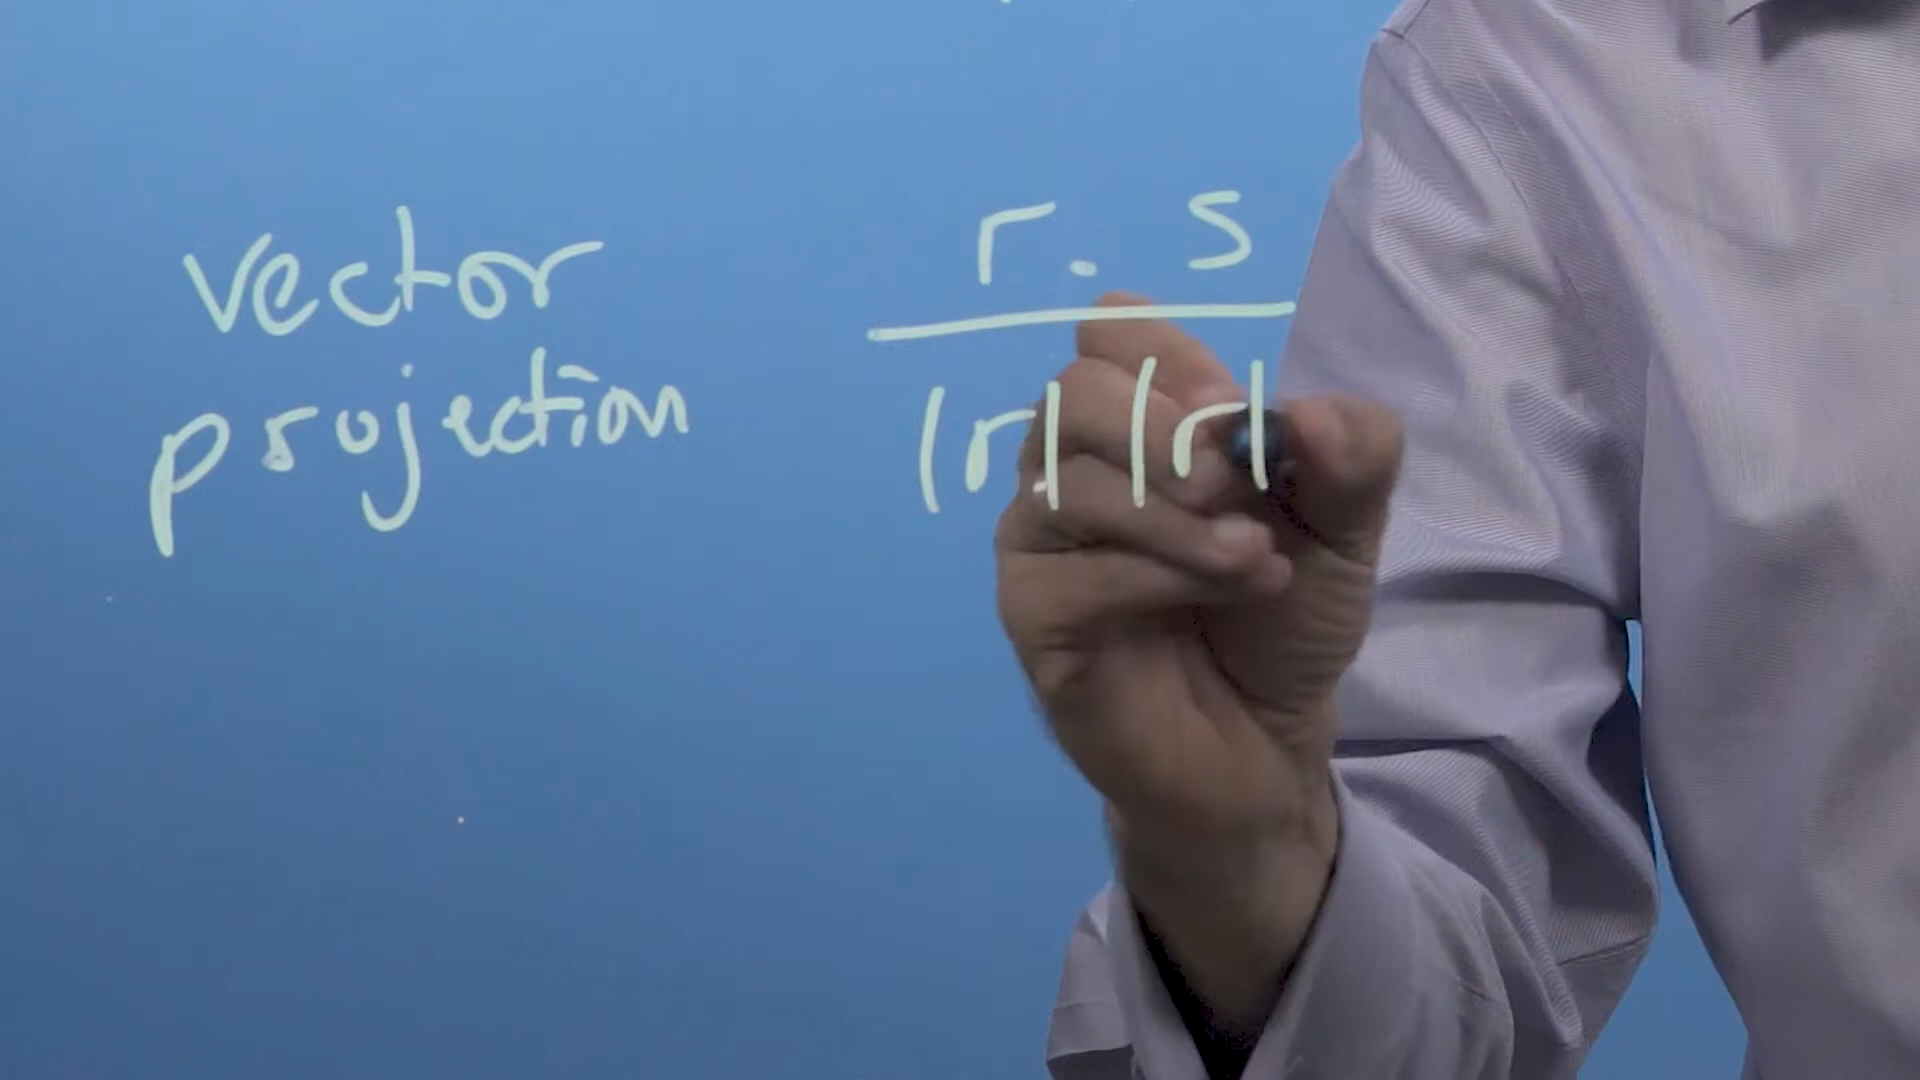 vector
projection
r . s
|r| |r|